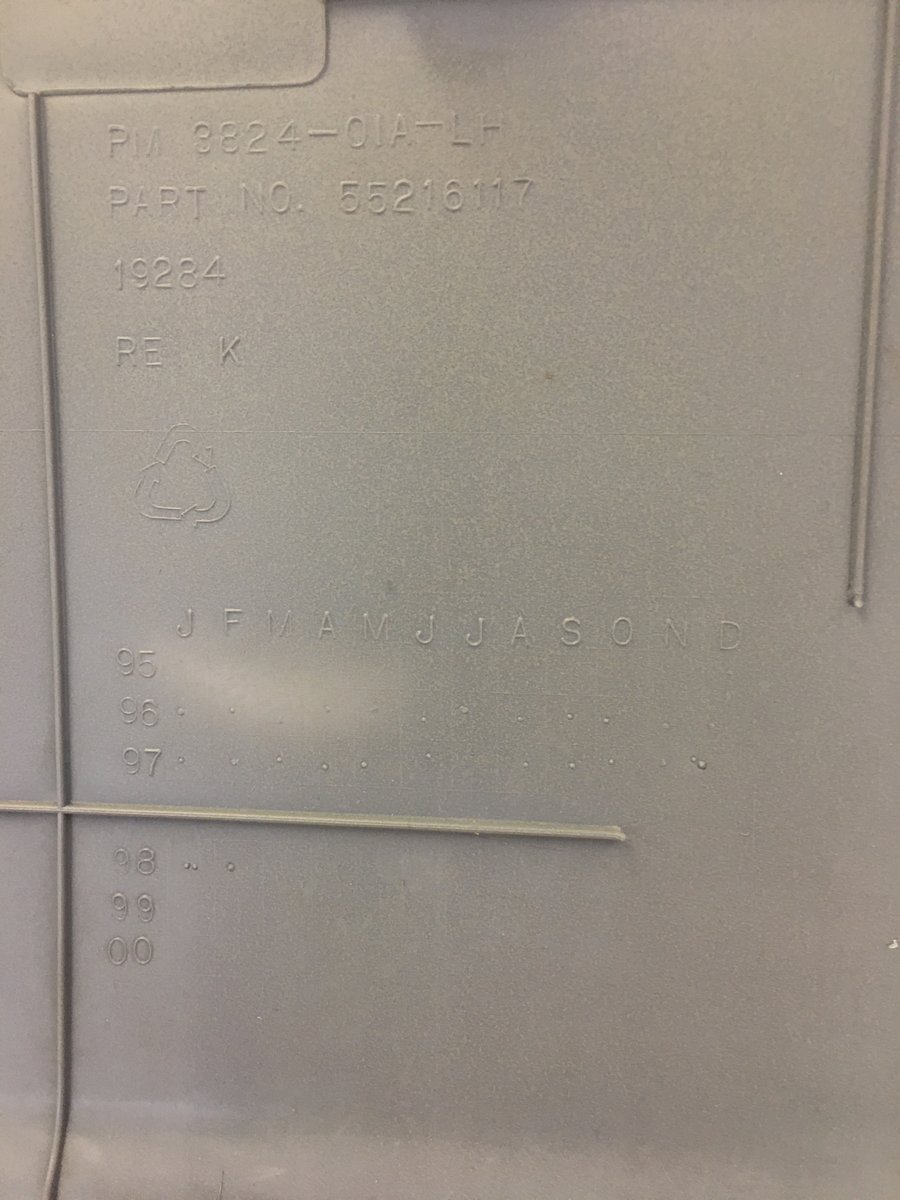 PM 3824-01A-LH
PART NO. 55216117
19284
RE K
J F M A M J J A S O N D
95
96
97
98
99
00